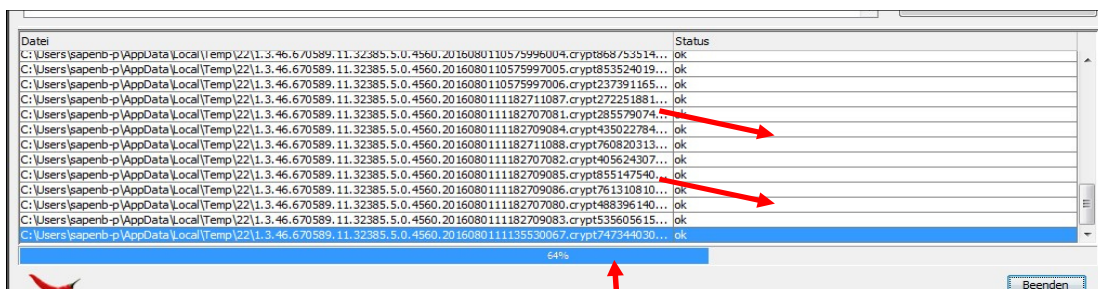 Datei Status
C:\Users\sapenb-p\AppData\Local\Temp\22\1.3.46.670589.11.32385.5.0.4560.2016080110575996004.crypt868753514... ok
C:\Users\sapenb-p\AppData\Local\Temp\22\1.3.46.670589.11.32385.5.0.4560.2016080110575997005.crypt853524019... ok
C:\Users\sapenb-p\AppData\Local\Temp\22\1.3.46.670589.11.32385.5.0.4560.2016080110575997006.crypt237391165... ok
C:\Users\sapenb-p\AppData\Local\Temp\22\1.3.46.670589.11.32385.5.0.4560.2016080111182711087.crypt272251881... ok
C:\Users\sapenb-p\AppData\Local\Temp\22\1.3.46.670589.11.32385.5.0.4560.2016080111182707081.crypt285579074... ok
C:\Users\sapenb-p\AppData\Local\Temp\22\1.3.46.670589.11.32385.5.0.4560.2016080111182709084.crypt435022784... ok
C:\Users\sapenb-p\AppData\Local\Temp\22\1.3.46.670589.11.32385.5.0.4560.2016080111182711088.crypt760820313... ok
C:\Users\sapenb-p\AppData\Local\Temp\22\1.3.46.670589.11.32385.5.0.4560.2016080111182707082.crypt405624307... ok
C:\Users\sapenb-p\AppData\Local\Temp\22\1.3.46.670589.11.32385.5.0.4560.2016080111182709085.crypt855147540... ok
C:\Users\sapenb-p\AppData\Local\Temp\22\1.3.46.670589.11.32385.5.0.4560.2016080111182709086.crypt761310810... ok
C:\Users\sapenb-p\AppData\Local\Temp\22\1.3.46.670589.11.32385.5.0.4560.2016080111182707080.crypt488396140... ok
C:\Users\sapenb-p\AppData\Local\Temp\22\1.3.46.670589.11.32385.5.0.4560.2016080111182709083.crypt535605615... ok
C:\Users\sapenb-p\AppData\Local\Temp\22\1.3.46.670589.11.32385.5.0.4560.2016080111135530067.crypt747344030... ok
64%
Beenden